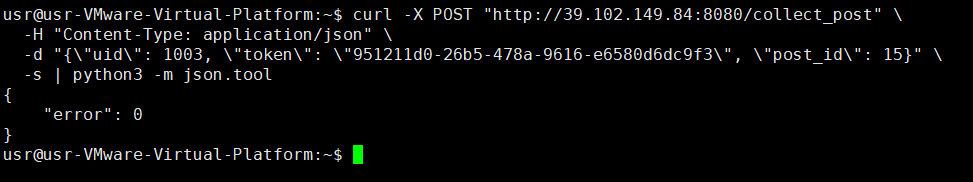 usr@usr-VMware-Virtual-Platform:~$ curl -X POST "http://39.102.149.84:8080/collect_post" \
  -H "Content-Type: application/json" \
  -d "{\"uid\": 1003, \"token\": \"951211d0-26b5-478a-9616-e6580d6dc9f3\", \"post_id\": 15}" \
  -s | python3 -m json.tool
{
    "error": 0
}
usr@usr-VMware-Virtual-Platform:~$